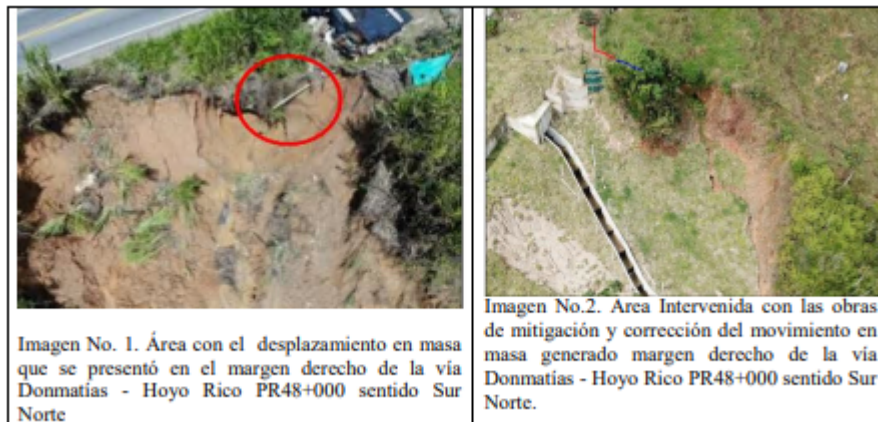 Imagen No. 1. Área con el desplazamiento en masa
que se presentó en el margen derecho de la vía
Donmatías - Hoyo Rico PR48+000 sentido Sur
Norte
Imagen No.2. Area Intervenida con las obras
de mitigación y corrección del movimiento en
masa generado margen derecho de la vía
Donmatías - Hoyo Rico PR48+000 sentido Sur
Norte.